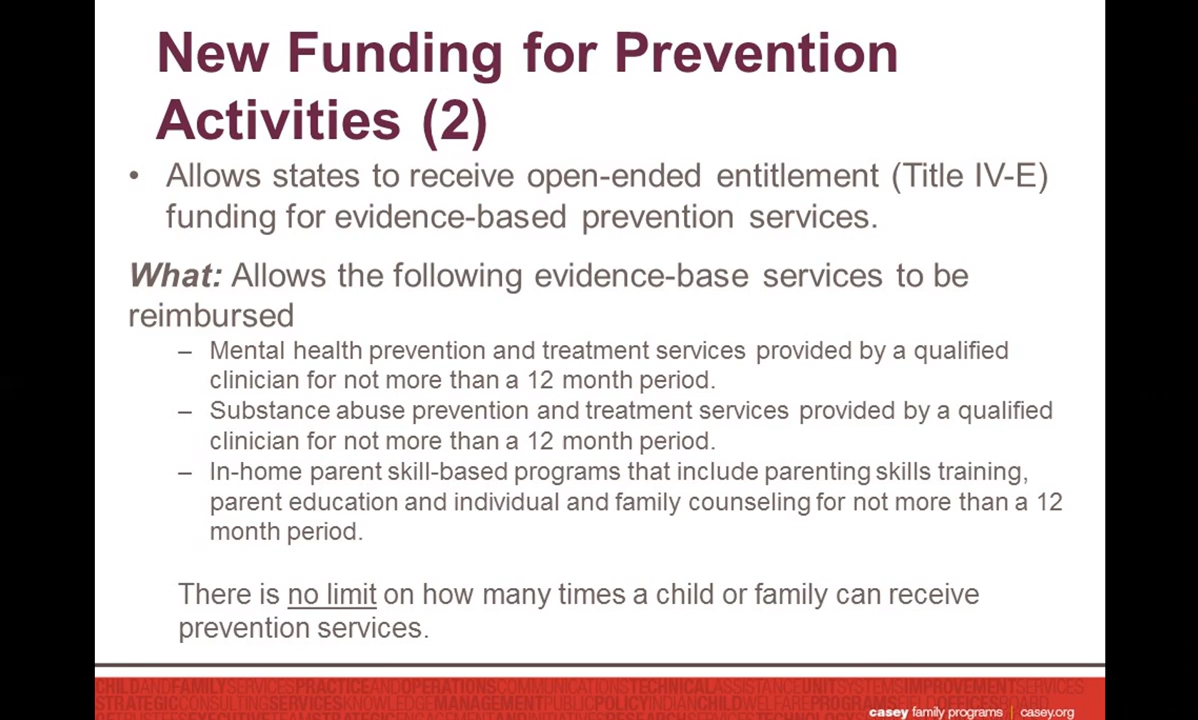 New Funding for Prevention
Activities (2)
• Allows states to receive open-ended entitlement (Title IV-E)
funding for evidence-based prevention services.
What: Allows the following evidence-base services to be
reimbursed
– Mental health prevention and treatment services provided by a qualified
clinician for not more than a 12 month period.
– Substance abuse prevention and treatment services provided by a qualified
clinician for not more than a 12 month period.
– In-home parent skill-based programs that include parenting skills training,
parent education and individual and family counseling for not more than a 12
month period.
There is no limit on how many times a child or family can receive
prevention services.
CHILDANDFAMILYSERVICESPRACTICEANDOPERATIONSCOMMUNICATIONSTECHNICALASSISTANCEUNITSYSTEMSIMPROVEMENTSERVICES
STRATEGICCONSULTINGSERVICESKNOWLEDGEMANAGEMENTPUBLICPOLICYINDIANCHILDWELFAREPROGRAMS
casey family programs | casey.org